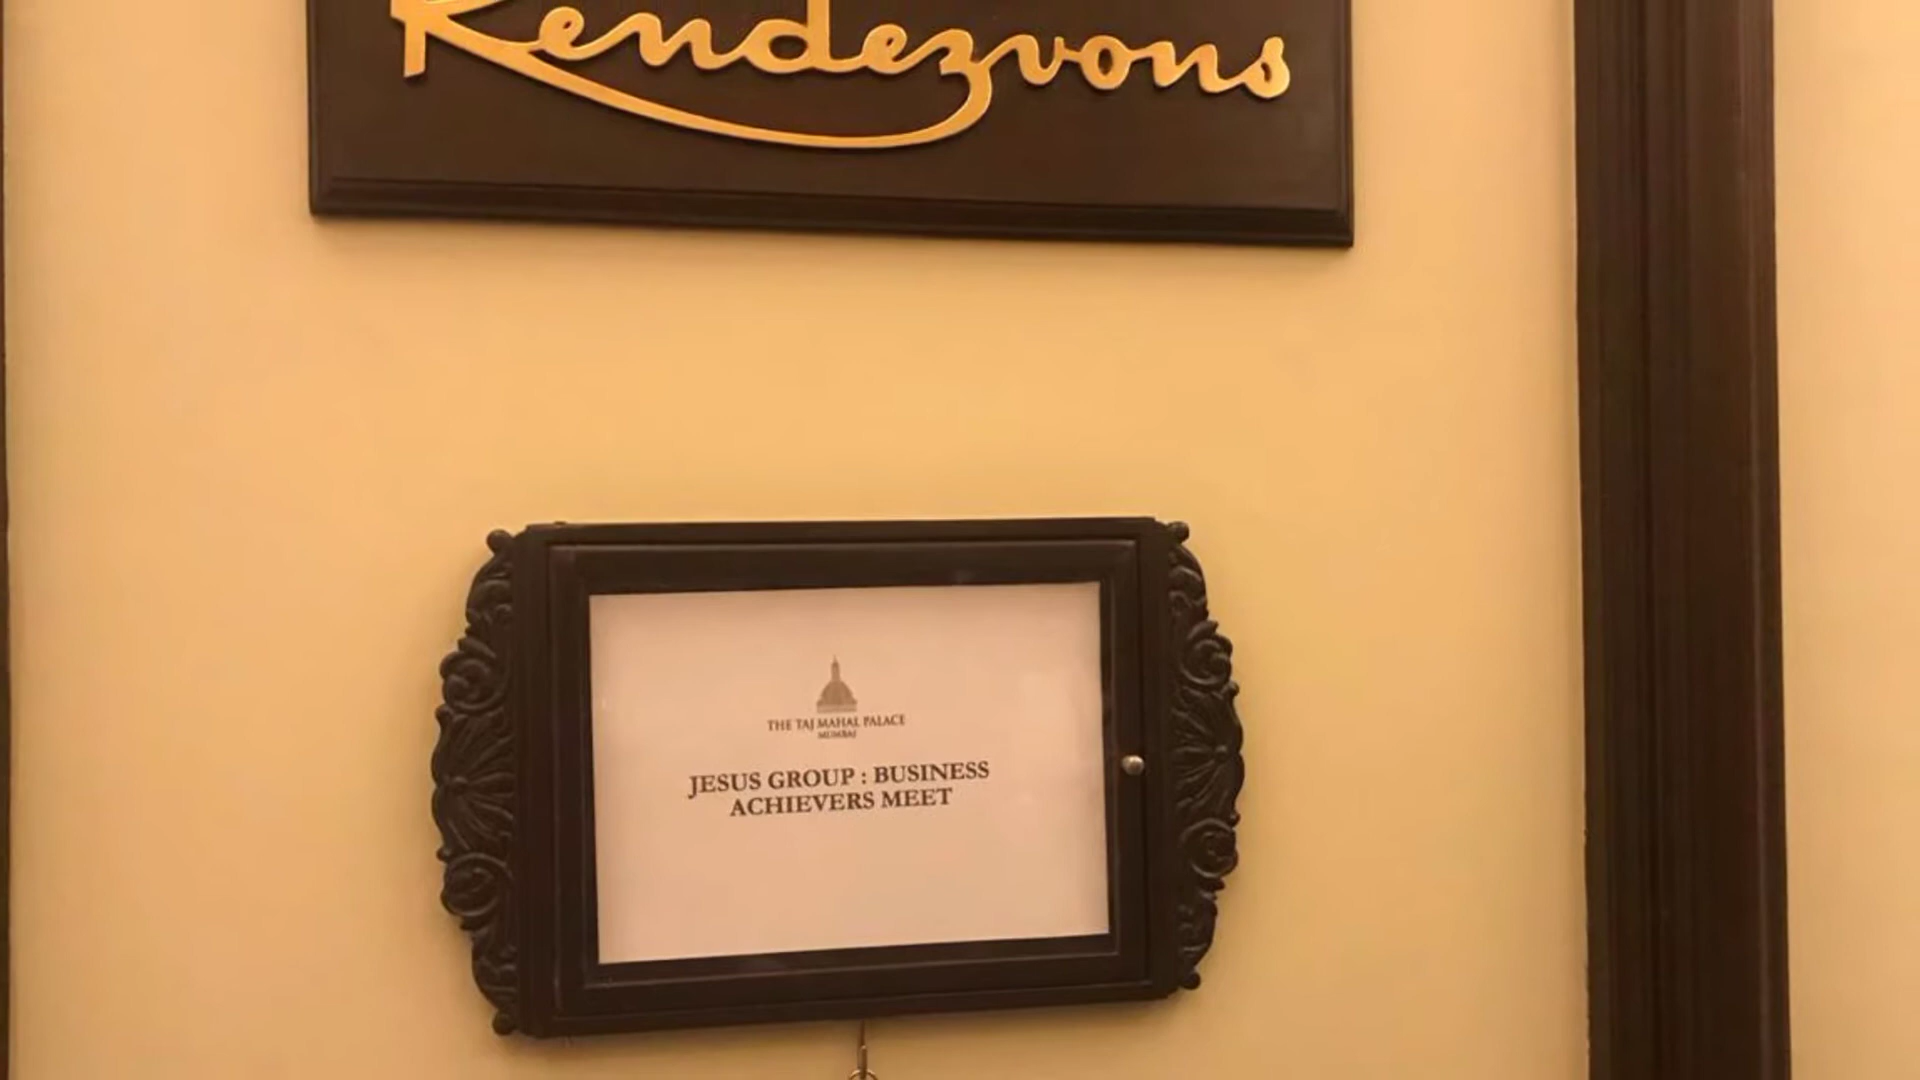 Rendezvous
THE TAJ MAHAL PALACE
MUMBAI
JESUS GROUP : BUSINESS
ACHIEVERS MEET